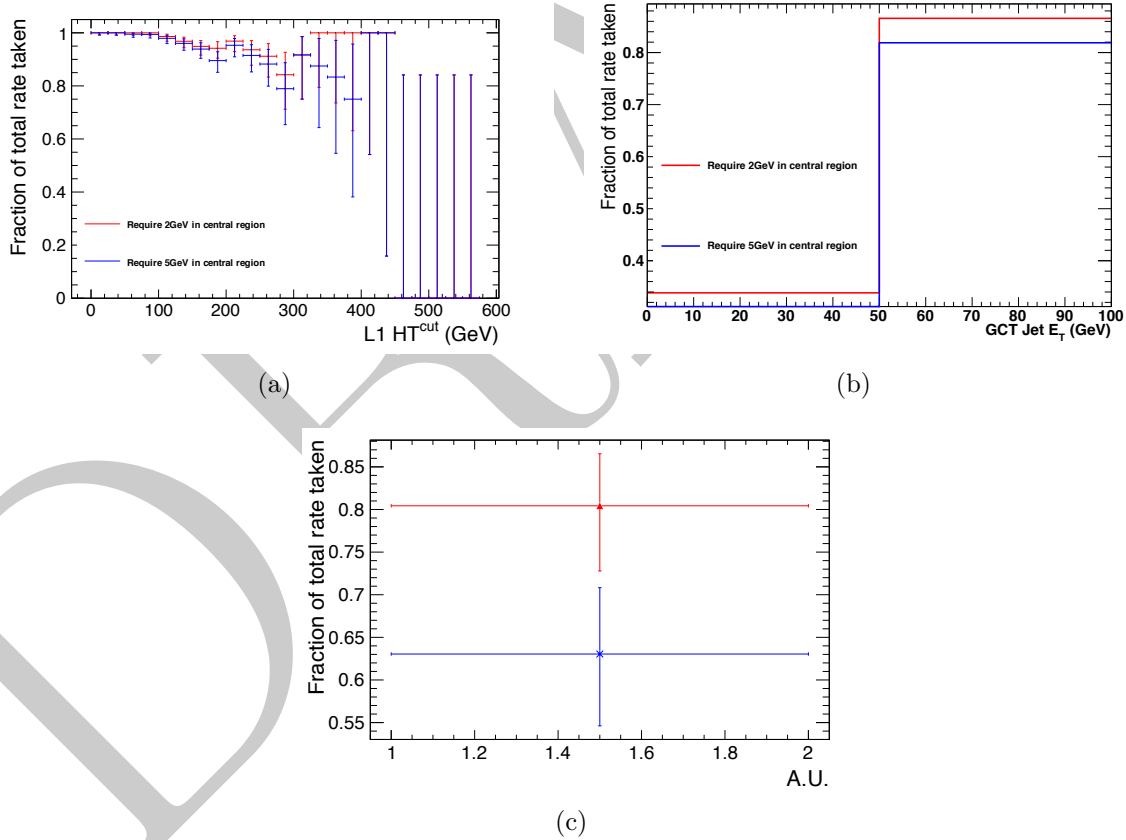 Fraction of total rate taken
1
0.8
0.6
0.4
0.2
0
Require 2GeV in central region
Require 5GeV in central region
0 100 200 300 400 500 600
L1 HT^cut (GeV)
(a)
Fraction of total rate taken
0.8
0.7
0.6
0.5
0.4
Require 2GeV in central region
Require 5GeV in central region
0 10 20 30 40 50 60 70 80 90 100
GCT Jet E_T (GeV)
(b)
Fraction of total rate taken
0.85
0.8
0.75
0.7
0.65
0.6
0.55
1 1.2 1.4 1.6 1.8 2
A.U.
(c)